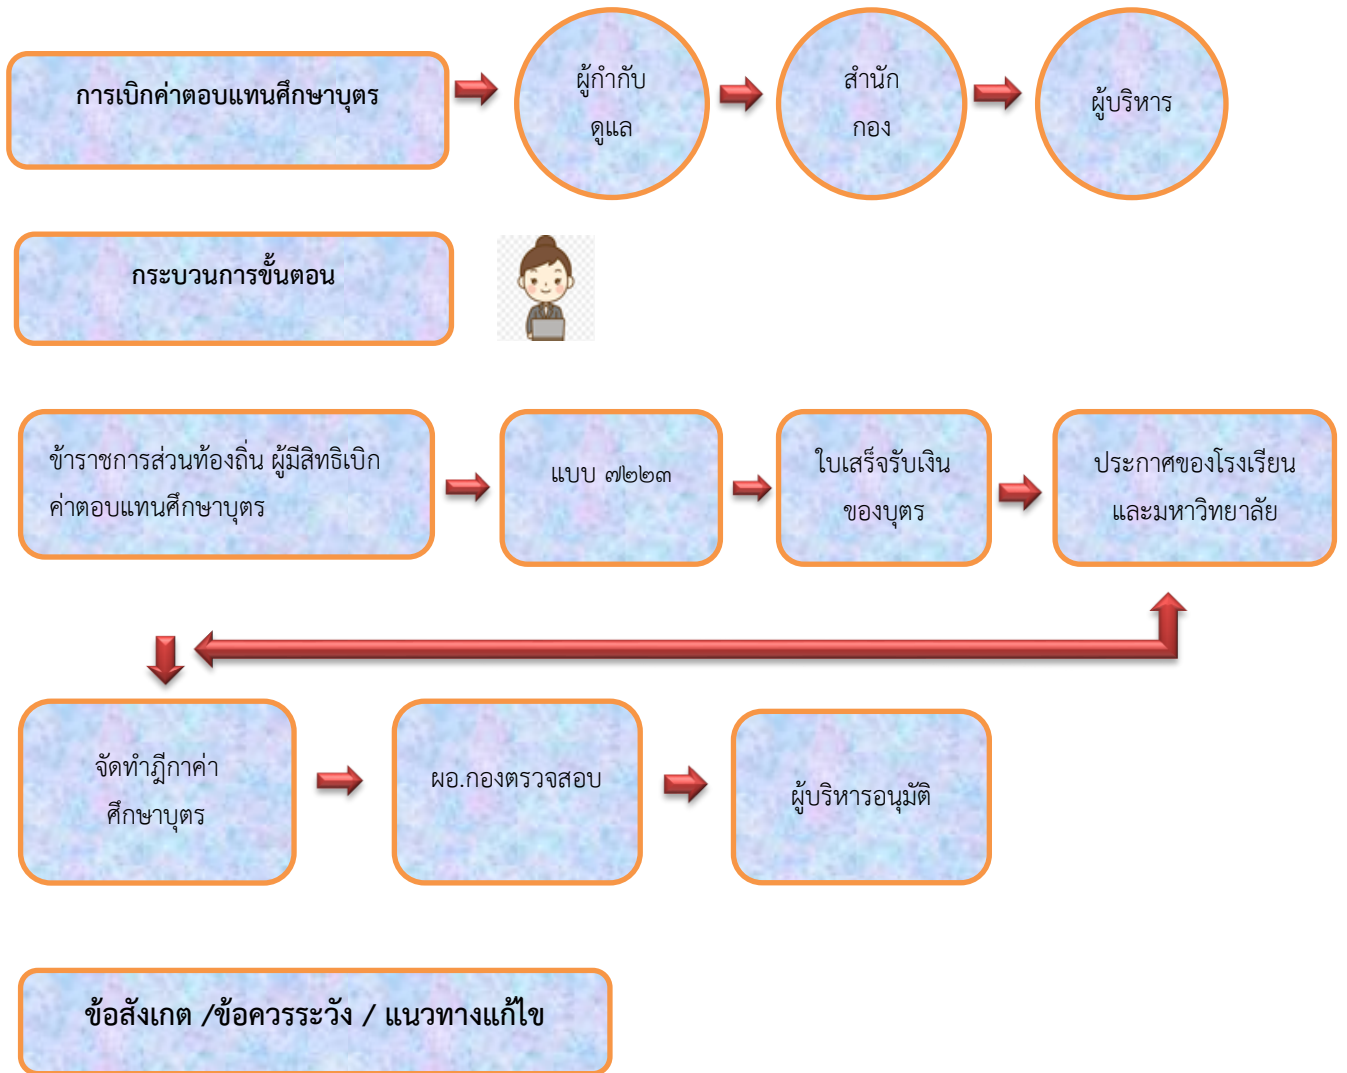 การเบิกค่าตอบแทนศึกษาบุตร
ผู้กำกับ
ดูแล
สำนัก
กอง
ผู้บริหาร
กระบวนการขั้นตอน
ข้าราชการส่วนท้องถิ่น ผู้มีสิทธิเบิก
ค่าตอบแทนศึกษาบุตร
แบบ ๗๒๒๓
ใบเสร็จรับเงิน
ของบุตร
ประกาศของโรงเรียน
และมหาวิทยาลัย
จัดทำฎีกาค่า
ศึกษาบุตร
ผอ.กองตรวจสอบ
ผู้บริหารอนุมัติ
ข้อสังเกต /ข้อควรระวัง / แนวทางแก้ไข